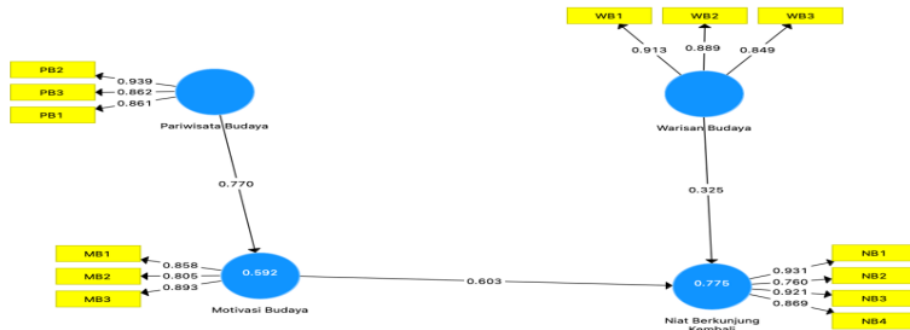 WB1
WB2
WB3
0.913
0.889
0.849
PB2
PB3
PB1
0.939
0.862
0.861
Pariwisata Budaya
Warisan Budaya
0.770
0.325
MB1
MB2
MB3
0.858
0.805
0.893
0.592
Motivasi Budaya
0.603
0.775
Niat Berkunjung
Kembali
0.931
0.760
0.921
0.869
NB1
NB2
NB3
NB4